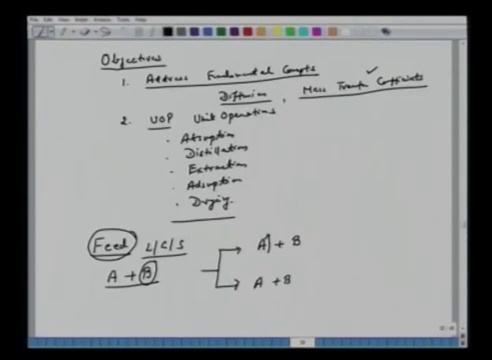 Objectives
1. Address Fundamental Concepts
Diffusion, Mass Transfer Coefficients
2. UOP Unit Operations
• Absorption
• Distillation
• Extraction
• Adsorption
• Drying.
Feed L/G/S
A + B
A + B
A + B